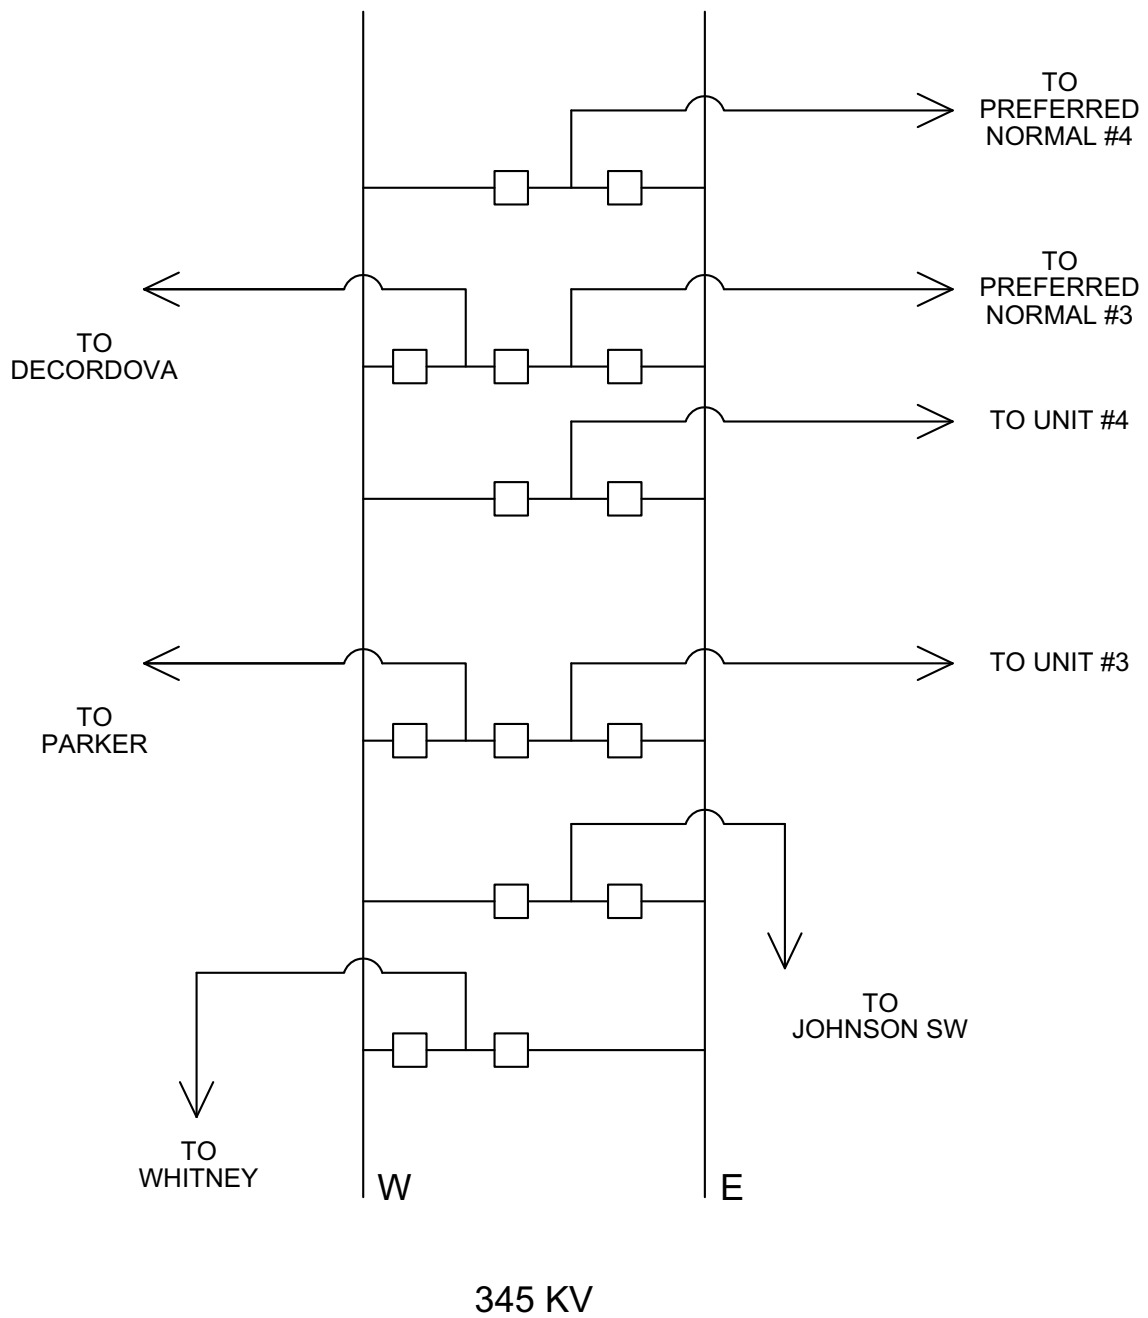 TO
PREFERRED
NORMAL #4
TO
PREFERRED
NORMAL #3
TO
DECORDOVA
TO UNIT #4
TO UNIT #3
TO
PARKER
TO
JOHNSON SW
TO
WHITNEY
W
E
345 KV